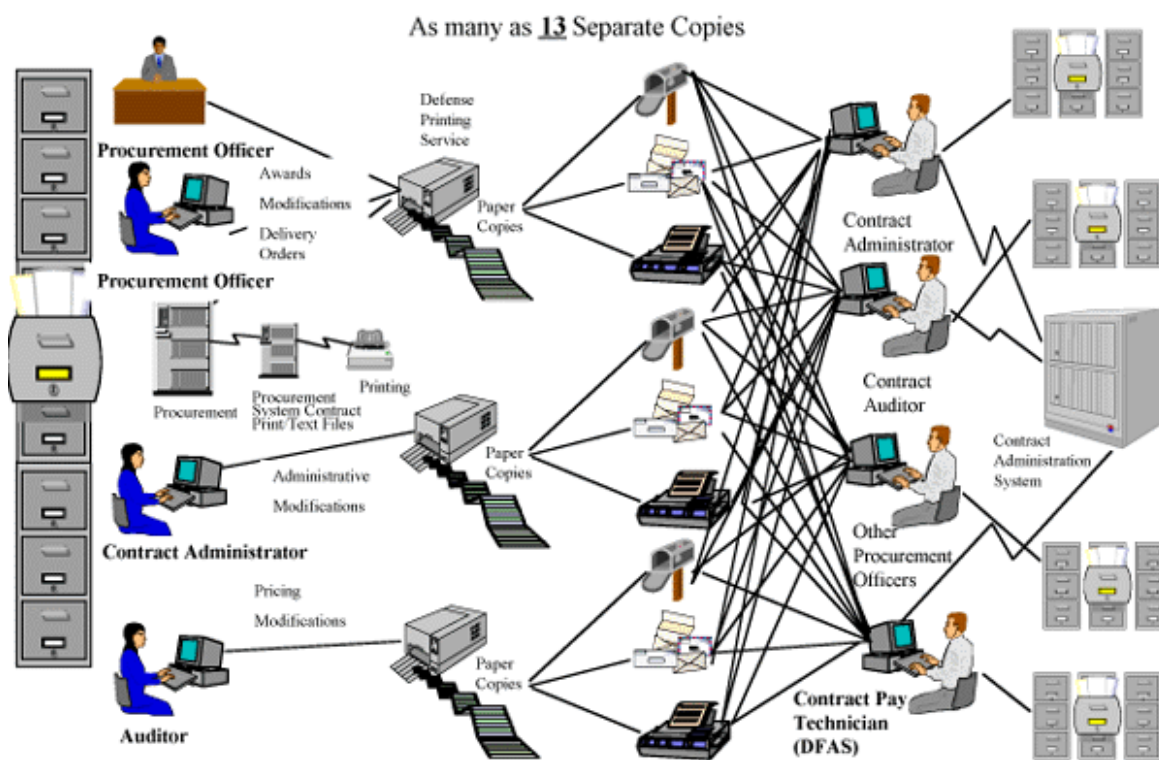 As many as 13 Separate Copies
Defense
Printing
Service
Procurement Officer
Awards
Modifications
Delivery
Orders
Paper
Copies
Contract
Administrator
Procurement Officer
Procurement
Procurement
System Contract
Print/Text Files
Printing
Contract
Auditor
Administrative
Modifications
Paper
Copies
Contract
Administration
System
Contract Administrator
Other
Procurement
Officers
Pricing
Modifications
Paper
Copies
Auditor
Contract Pay
Technician
(DFAS)